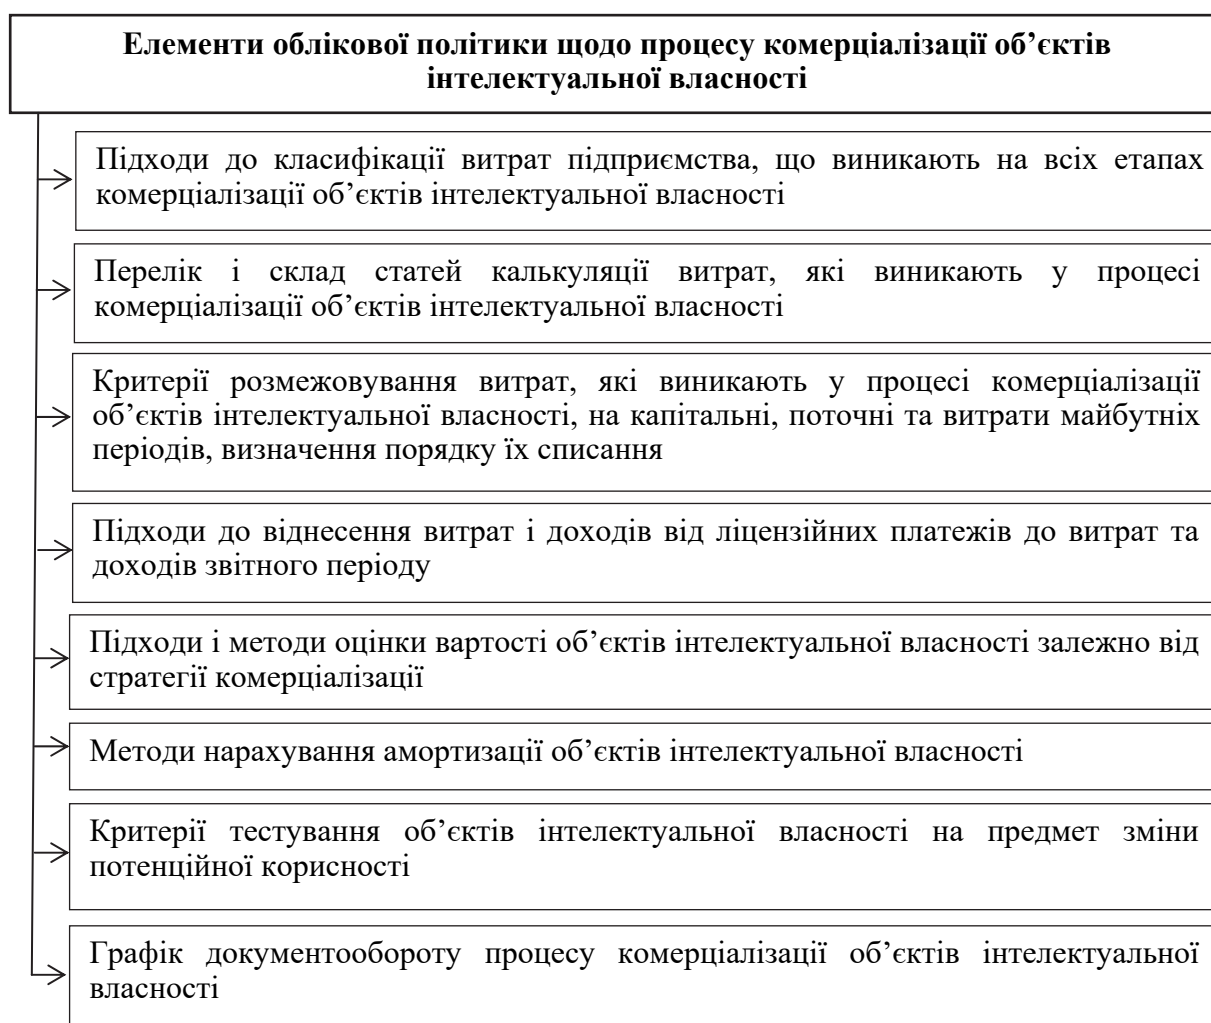 Елементи облікової політики щодо процесу комерціалізації об’єктів
інтелектуальної власності
Підходи до класифікації витрат підприємства, що виникають на всіх етапах
комерціалізації об’єктів інтелектуальної власності
Перелік і склад статей калькуляції витрат, які виникають у процесі
комерціалізації об’єктів інтелектуальної власності
Критерії розмежовування витрат, які виникають у процесі комерціалізації
об’єктів інтелектуальної власності, на капітальні, поточні та витрати майбутніх
періодів, визначення порядку їх списання
Підходи до віднесення витрат і доходів від ліцензійних платежів до витрат та
доходів звітного періоду
Підходи і методи оцінки вартості об’єктів інтелектуальної власності залежно від
стратегії комерціалізації
Методи нарахування амортизації об’єктів інтелектуальної власності
Критерії тестування об’єктів інтелектуальної власності на предмет зміни
потенційної корисності
Графік документообороту процесу комерціалізації об’єктів інтелектуальної
власності